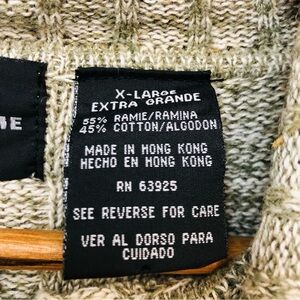 X-LARGE
EXTRA GRANDE
55% RAMIE/RAMINA
45% COTTON/ALGODON
MADE IN HONG KONG
HECHO EN HONG KONG
RN 63925
SEE REVERSE FOR CARE
VER AL DORSO PARA
CUIDADO